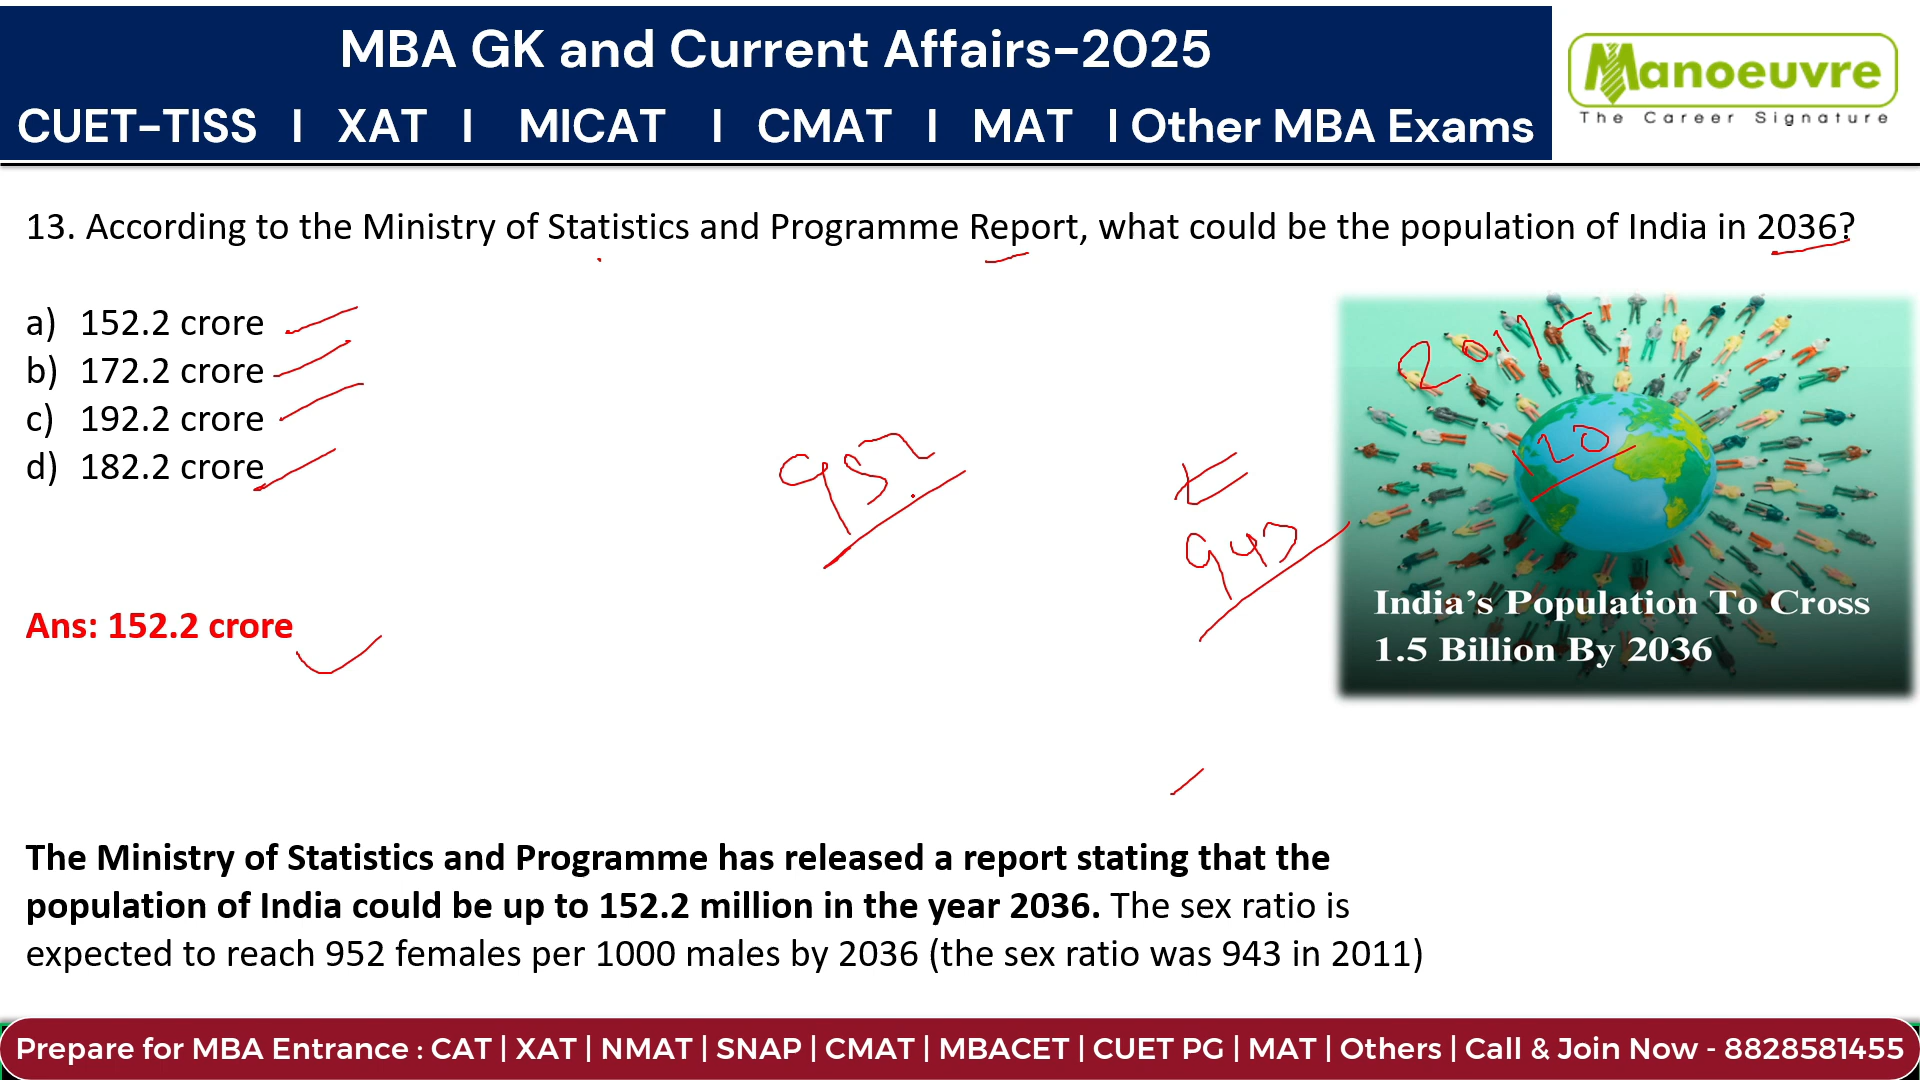 MBA GK and Current Affairs-2025
CUET-TISS I XAT I MICAT I CMAT I MAT I Other MBA Exams
Manoeuvre
The Career Signature
13. According to the Ministry of Statistics and Programme Report, what could be the population of India in 2036?
a) 152.2 crore
b) 172.2 crore
c) 192.2 crore
d) 182.2 crore
2011
120
952
943
India's Population To Cross
1.5 Billion By 2036
Ans: 152.2 crore
The Ministry of Statistics and Programme has released a report stating that the
population of India could be up to 152.2 million in the year 2036. The sex ratio is
expected to reach 952 females per 1000 males by 2036 (the sex ratio was 943 in 2011)
Prepare for MBA Entrance : CAT | XAT | NMAT | SNAP | CMAT | MBACET | CUET PG | MAT | Others | Call & Join Now - 8828581455